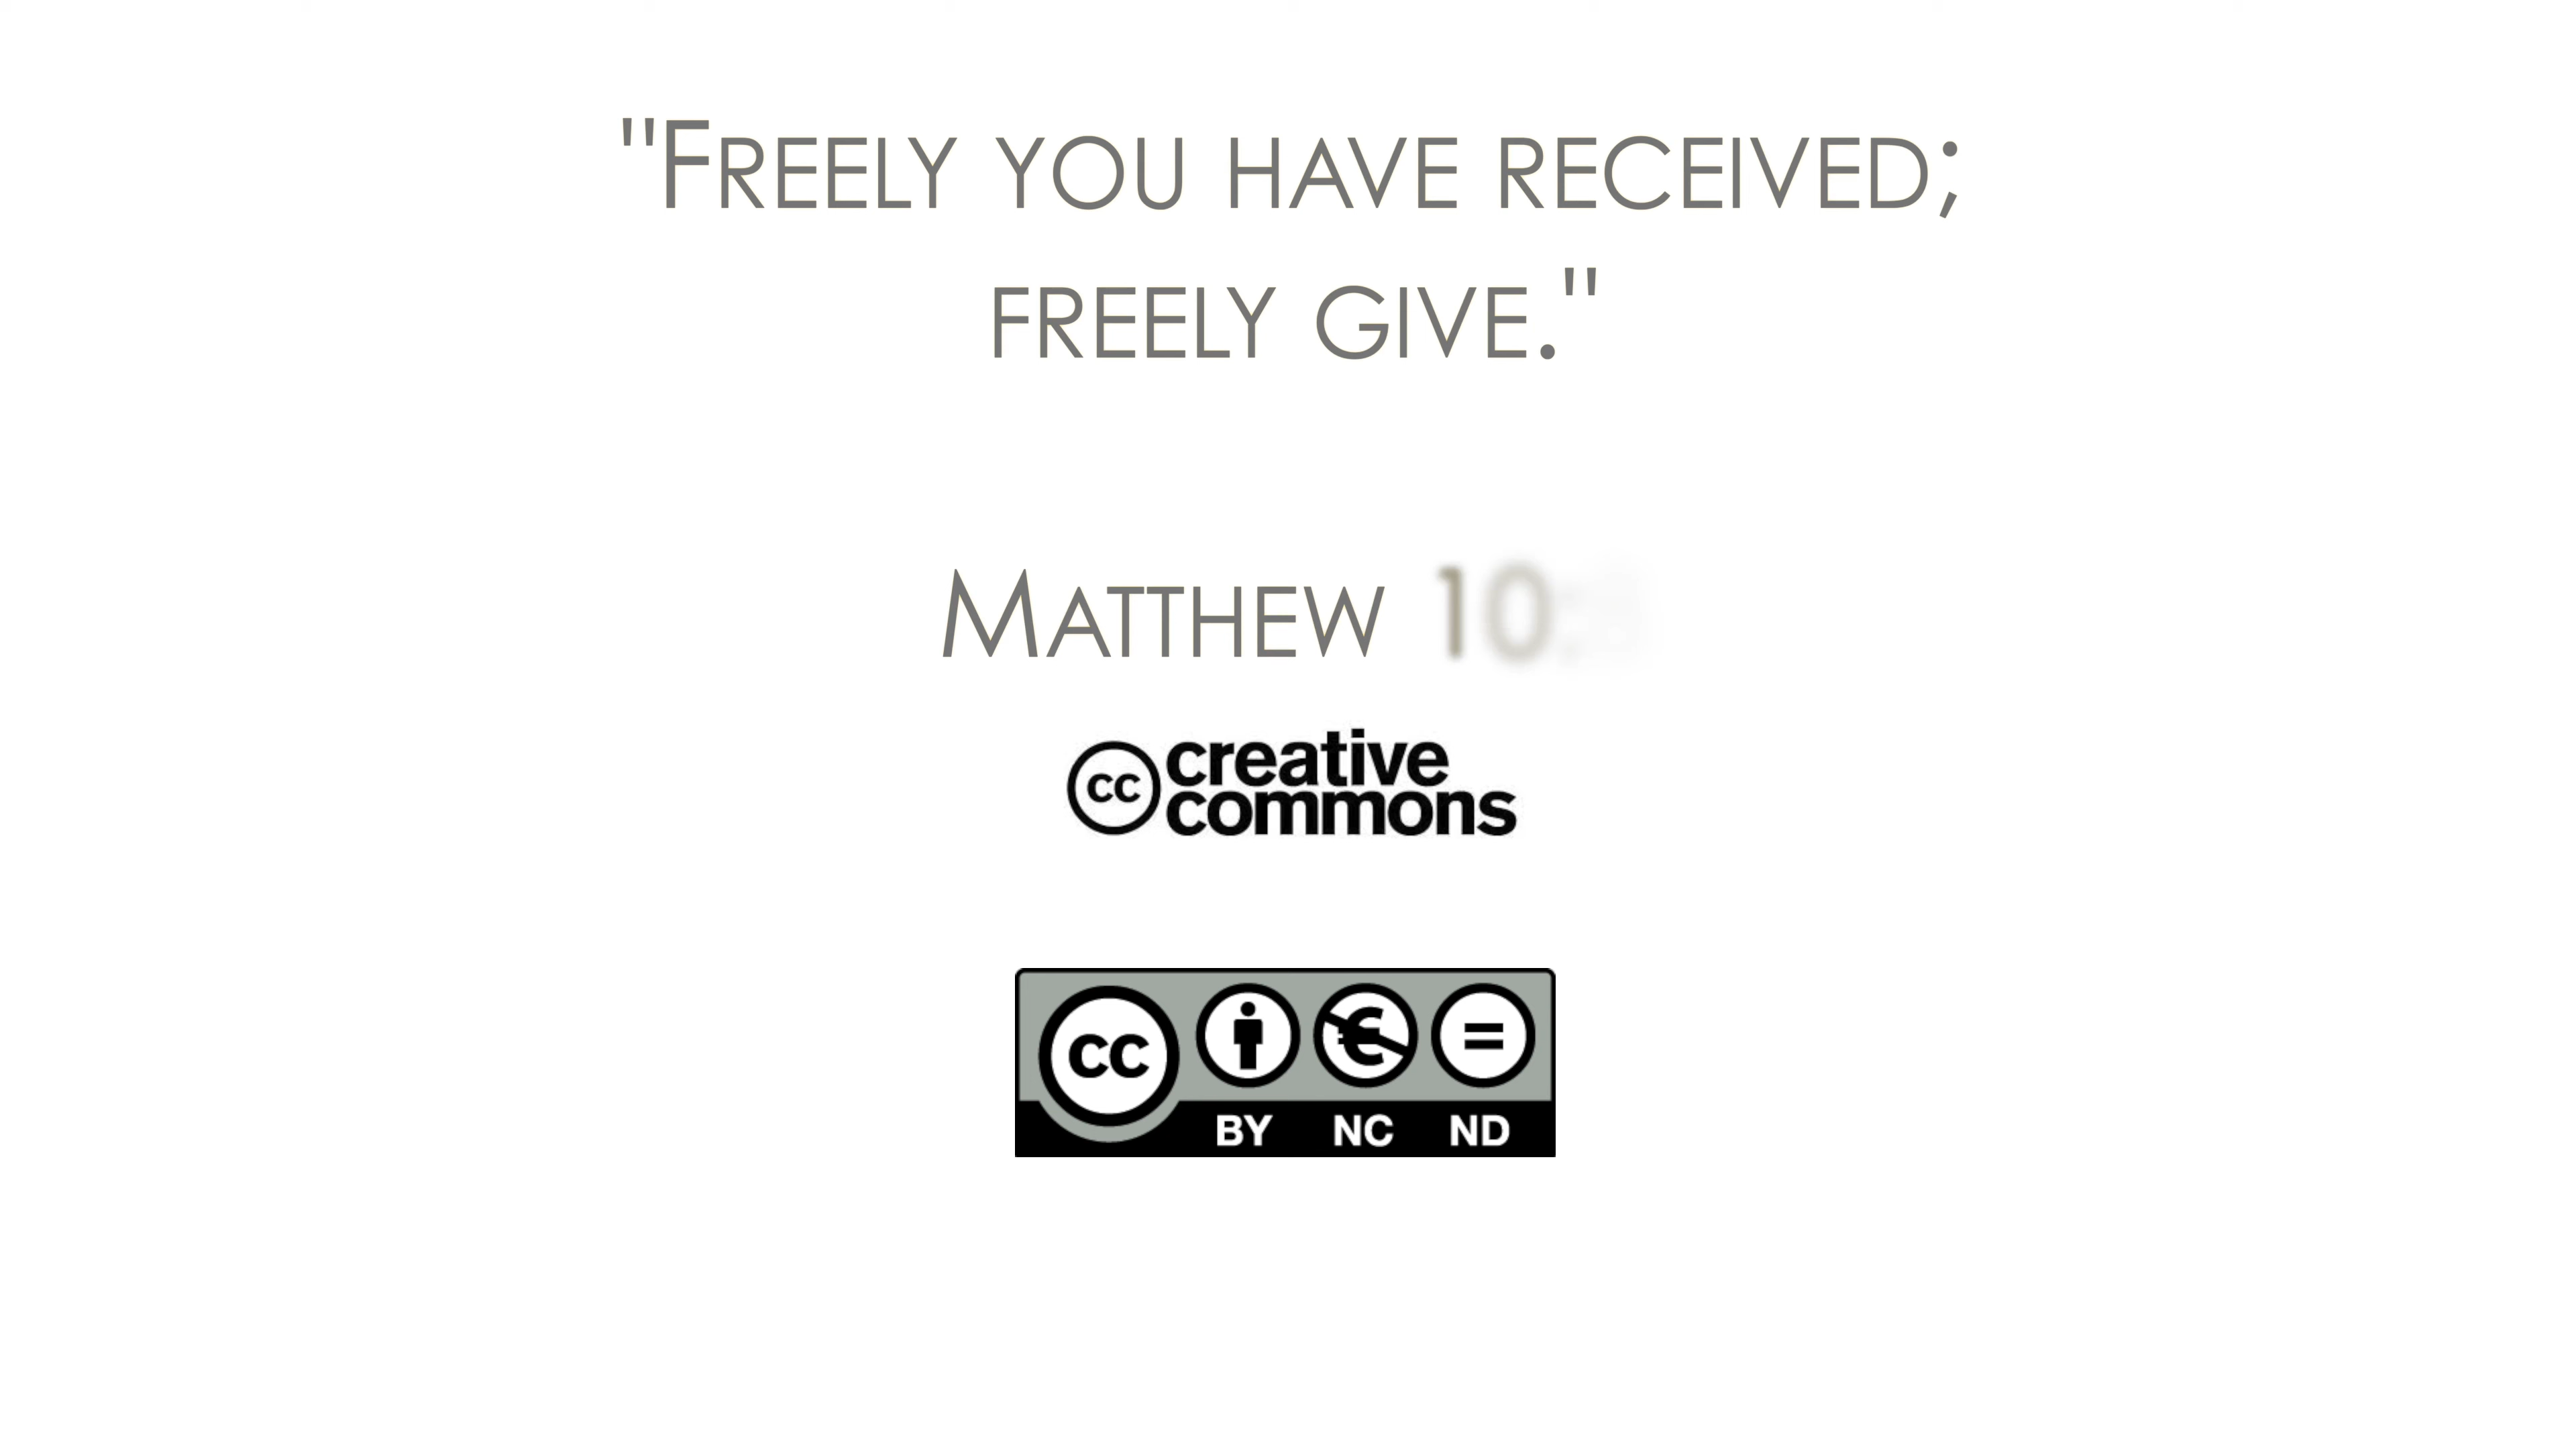 "Freely you have received;
freely give."
Matthew 10
cc creative
commons
cc
BY NC ND